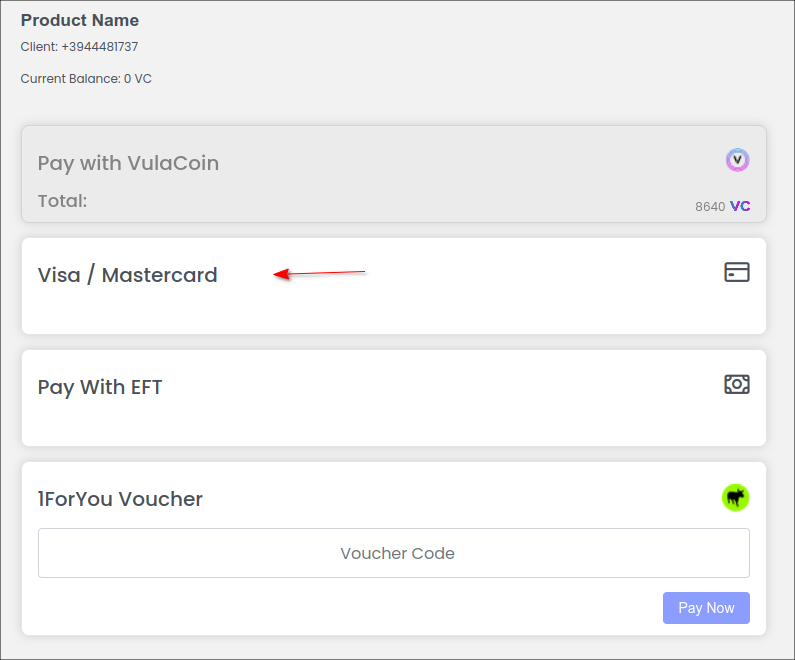 Product Name
Client: +3944481737
Current Balance: 0 VC
Pay with VulaCoin
V
Total:
8640 VC
Visa / Mastercard
Pay With EFT
1ForYou Voucher
Voucher Code
Pay Now